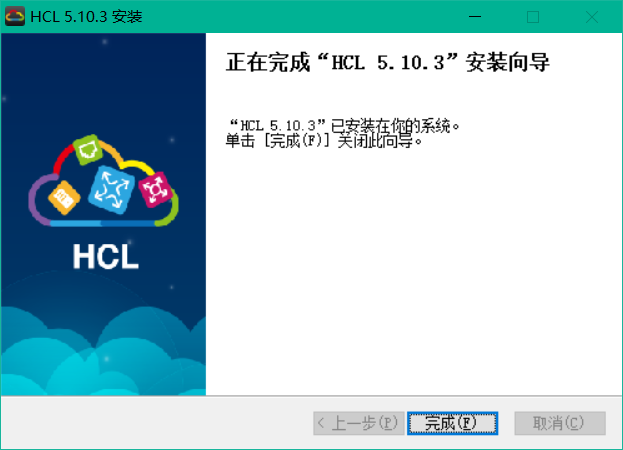 HCL 5.10.3 安装
正在完成“HCL 5.10.3”安装向导
“HCL 5.10.3”已安装在你的系统。
单击 [完成(F)] 关闭此向导。
HCL
< 上一步(P)
完成(F)
取消(C)